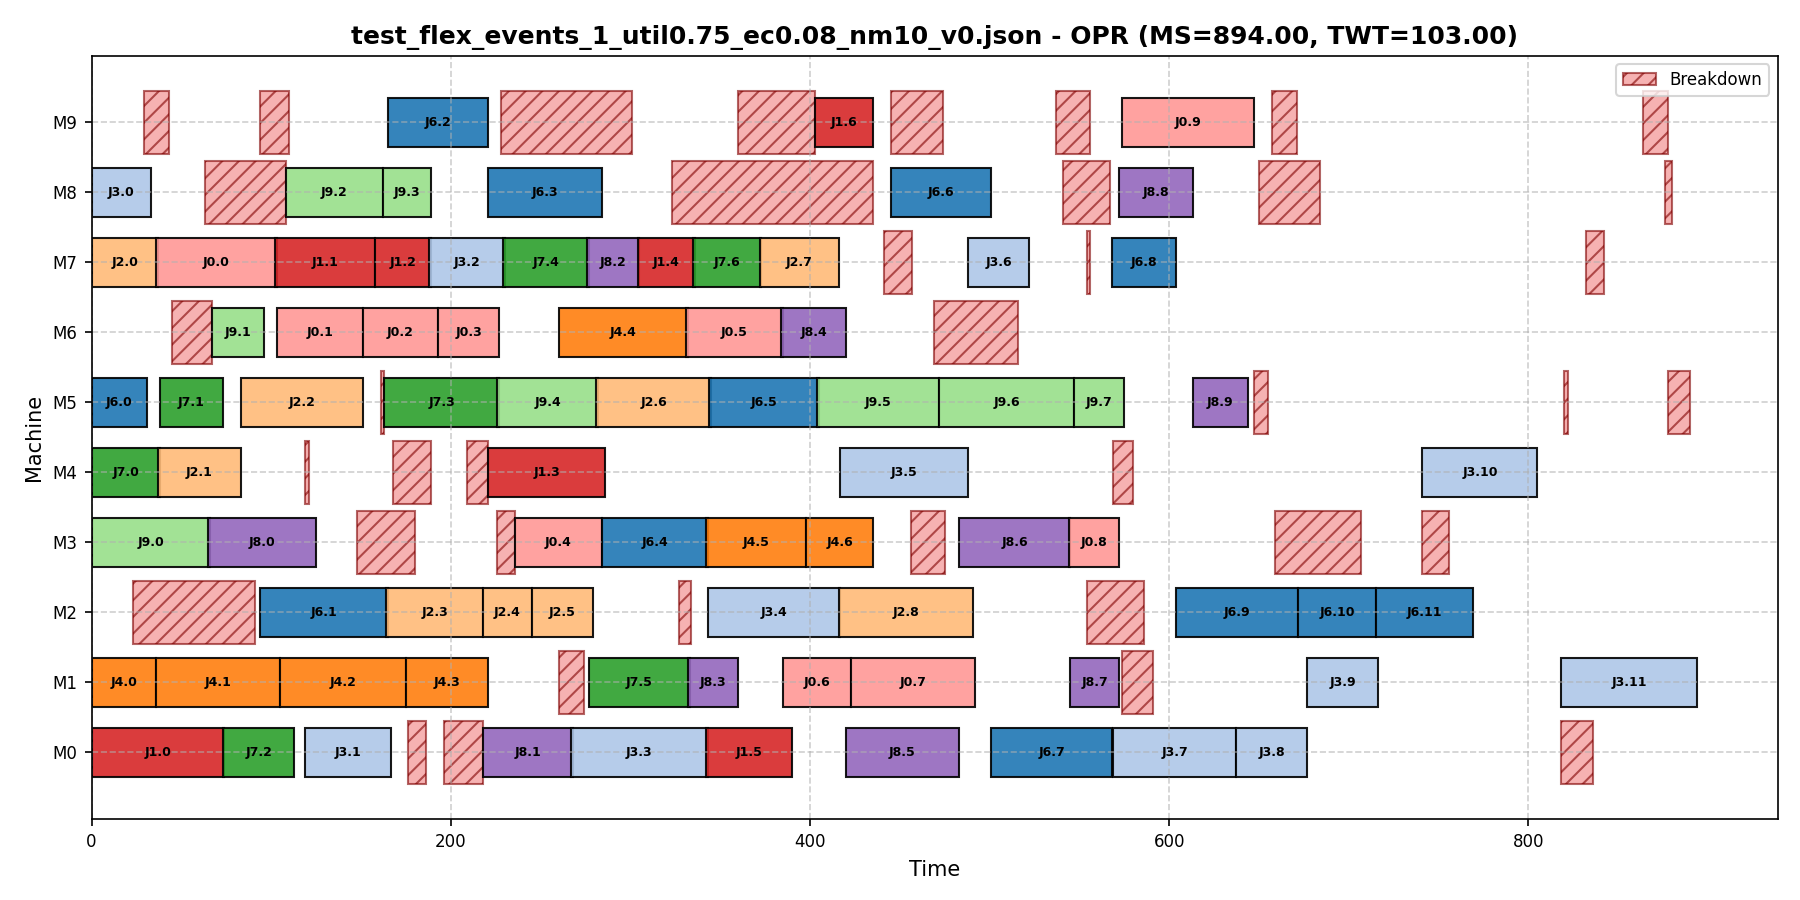 test_flex_events_1_util0.75_ec0.08_nm10_v0.json - OPR (MS=894.00, TWT=103.00)
Breakdown
M9 J6.2 J1.6 J0.9
M8 J3.0 J9.2 J9.3 J6.3 J6.6 J8.8
M7 J2.0 J0.0 J1.1 J1.2 J3.2 J7.4 J8.2 J1.4 J7.6 J2.7 J3.6 J6.8
M6 J9.1 J0.1 J0.2 J0.3 J4.4 J0.5 J8.4
M5 J6.0 J7.1 J2.2 J7.3 J9.4 J2.6 J6.5 J9.5 J9.6 J9.7 J8.9
M4 J7.0 J2.1 J1.3 J3.5 J3.10
M3 J9.0 J8.0 J0.4 J6.4 J4.5 J4.6 J8.6 J0.8
M2 J6.1 J2.3 J2.4 J2.5 J3.4 J2.8 J6.9 J6.10 J6.11
M1 J4.0 J4.1 J4.2 J4.3 J7.5 J8.3 J0.6 J0.7 J8.7 J3.9 J3.11
M0 J1.0 J7.2 J3.1 J8.1 J3.3 J1.5 J8.5 J6.7 J3.7 J3.8
Machine
0 200 400 600 800
Time